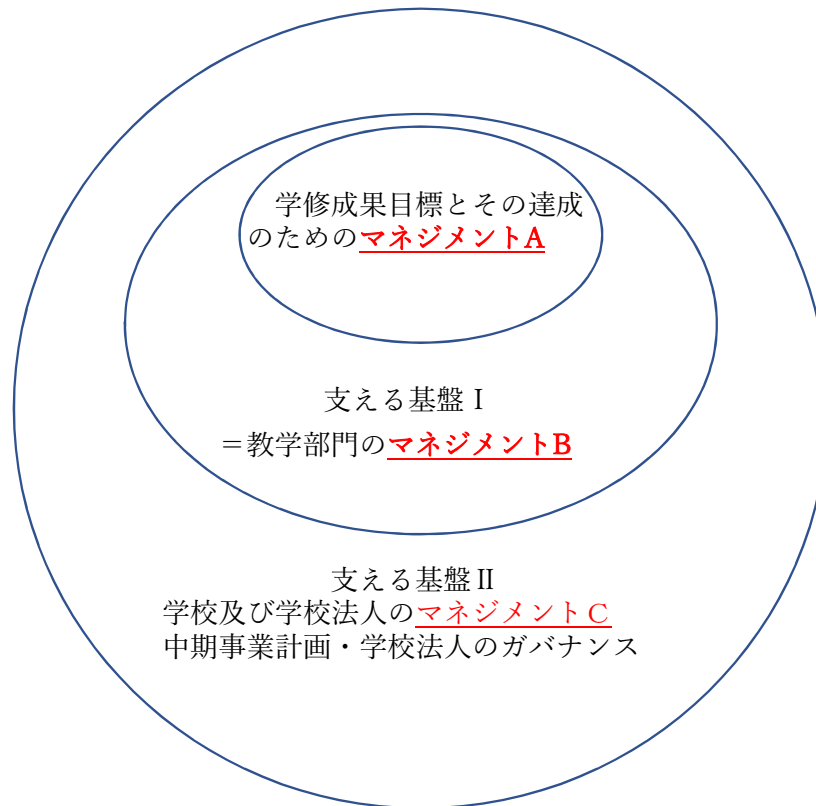 学修成果目標とその達成
のためのマネジメントA
支える基盤Ⅰ
＝教学部門のマネジメントB
支える基盤Ⅱ
学校及び学校法人のマネジメントＣ
中期事業計画・学校法人のガバナンス